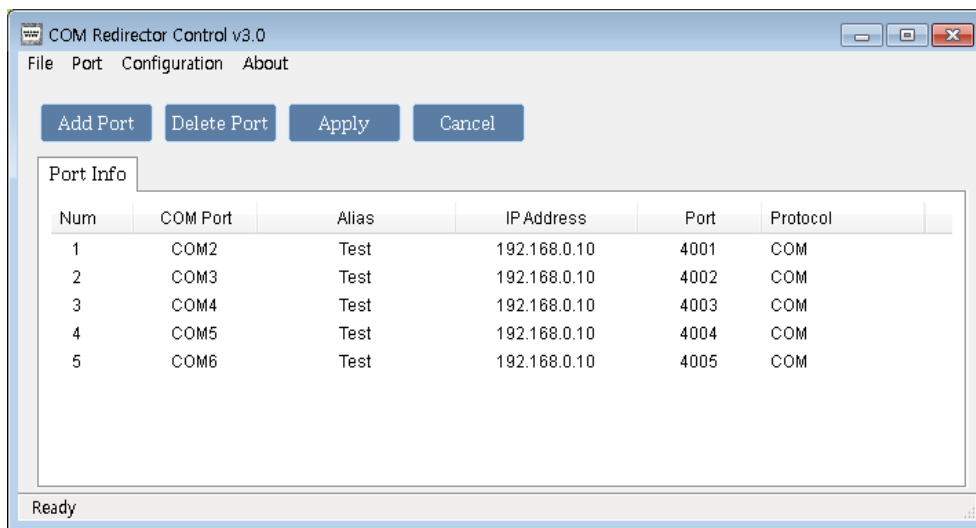 COM Redirector Control v3.0
File Port Configuration About
Add Port Delete Port Apply Cancel
Port Info
Num COM Port Alias IP Address Port Protocol
1 COM2 Test 192.168.0.10 4001 COM
2 COM3 Test 192.168.0.10 4002 COM
3 COM4 Test 192.168.0.10 4003 COM
4 COM5 Test 192.168.0.10 4004 COM
5 COM6 Test 192.168.0.10 4005 COM
Ready